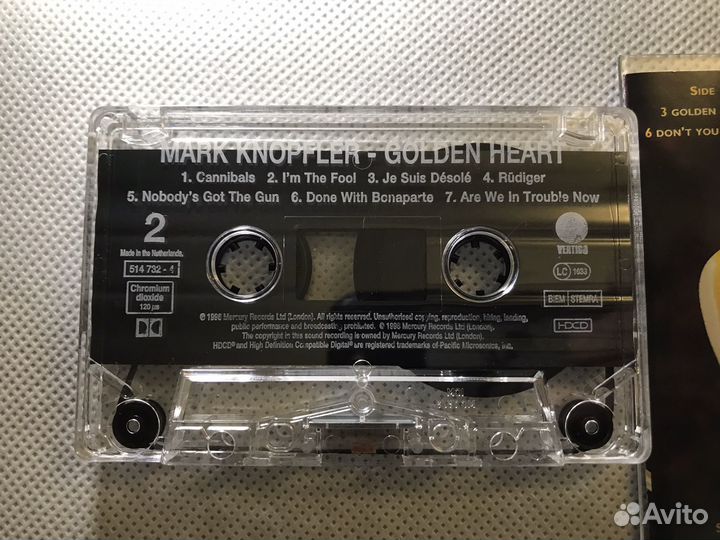 MARK KNOPFLER - GOLDEN HEART
1. Cannibals 2. I'm The Fool 3. Je Suis Désolé 4. Rüdiger
5. Nobody's Got The Gun 6. Done With Bonaparte 7. Are We In Trouble Now
2
Made in the Netherlands.
514 732 - 4
Chromium
dioxide
120 µs
VERTIGO
LC 1633
BIEM STEMRA
HDCD
℗ 1996 Mercury Records Ltd (London). All rights reserved. Unauthorised copying, reproduction, hiring, lending,
public performance and broadcasting prohibited. © 1996 Mercury Records Ltd (London).
The copyright in this sound recording is owned by Mercury Records Ltd (London).
HDCD® and High Definition Compatible Digital® are registered trademarks of Pacific Microsonics, Inc.
SIDE
3 GOLDEN
6 DON'T YOU
Avito